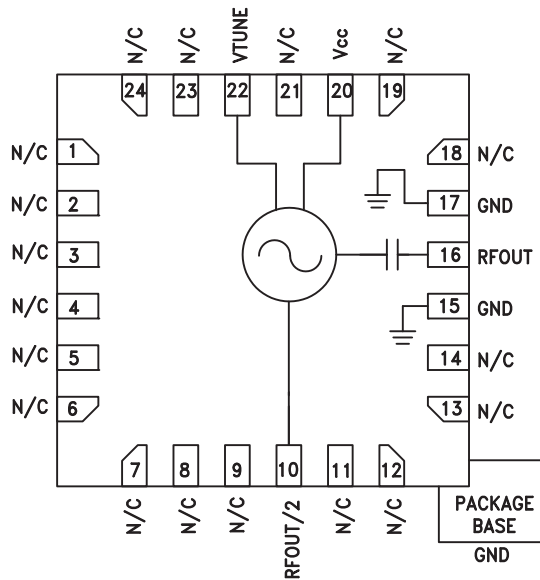 N/C N/C VTUNE N/C Vcc N/C
24 23 22 21 20 19
N/C 1
N/C 2
N/C 3
N/C 4
N/C 5
N/C 6
18 N/C
17 GND
16 RFOUT
15 GND
14 N/C
13 N/C
7 8 9 10 11 12
N/C N/C N/C RFOUT/2 N/C N/C
PACKAGE
BASE
GND